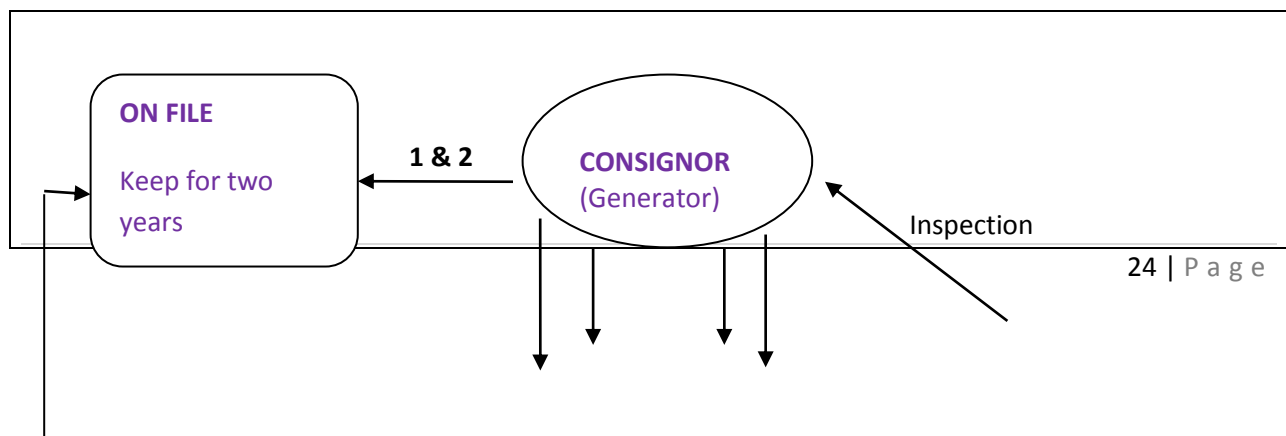 ON FILE
Keep for two
years
1 & 2
CONSIGNOR
(Generator)
Inspection
24 | P a g e